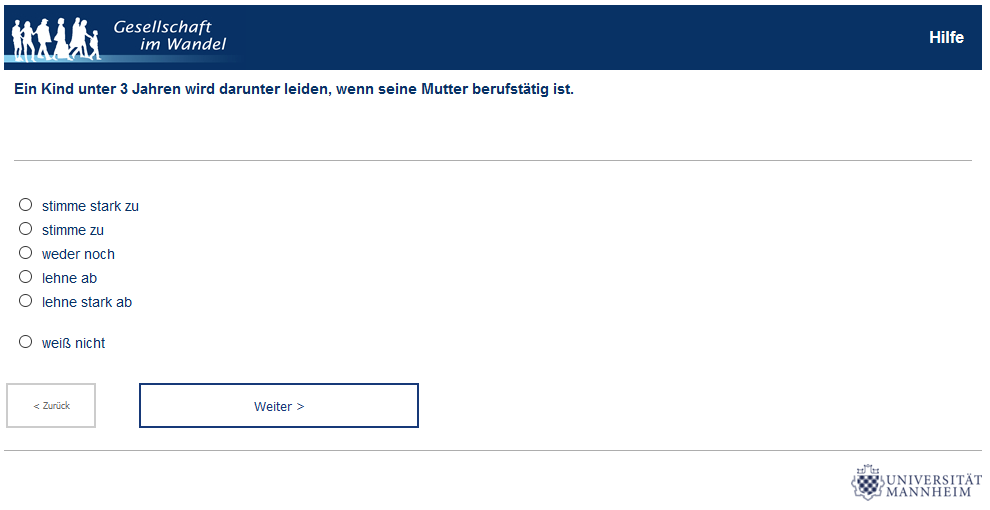 Gesellschaft
im Wandel
Hilfe
Ein Kind unter 3 Jahren wird darunter leiden, wenn seine Mutter berufstätig ist.
stimme stark zu
stimme zu
weder noch
lehne ab
lehne stark ab
weiß nicht
< Zurück
Weiter >
UNIVERSITÄT
MANNHEIM